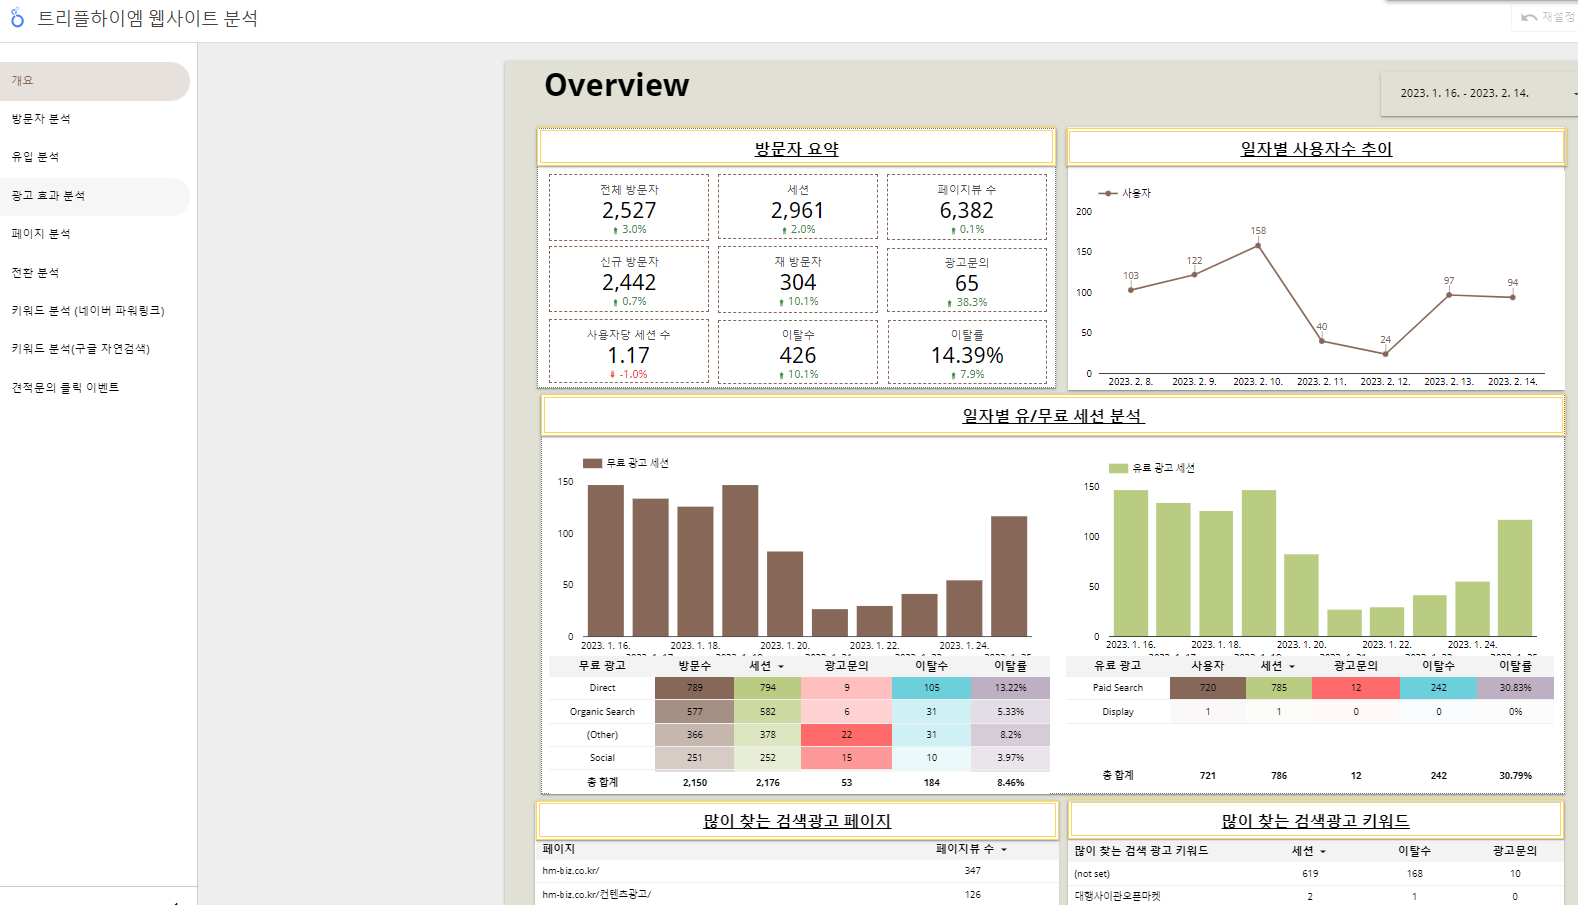 트리플하이엠 웹사이트 분석
재설정
개요
방문자 분석
유입 분석
광고 효과 분석
페이지 분석
전환 분석
키워드 분석 (네이버 파워링크)
키워드 분석(구글 자연검색)
견적문의 클릭 이벤트
Overview
2023. 1. 16. - 2023. 2. 14.
방문자 요약
전체 방문자
2,527
3.0%
세션
2,961
2.0%
페이지뷰 수
6,382
0.1%
신규 방문자
2,442
0.7%
재 방문자
304
10.1%
광고문의
65
38.3%
사용자당 세션 수
1.17
-1.0%
이탈수
426
10.1%
이탈률
14.39%
7.9%
일자별 사용자수 추이
사용자
200
150
100
50
0
103
122
158
40
24
97
94
2023. 2. 8.
2023. 2. 9.
2023. 2. 10.
2023. 2. 11.
2023. 2. 12.
2023. 2. 13.
2023. 2. 14.
일자별 유/무료 세션 분석
무료 광고 세션
150
100
50
0
2023. 1. 16.
2023. 1. 18.
2023. 1. 20.
2023. 1. 22.
2023. 1. 24.
무료 광고 방문수 세션 광고문의 이탈수 이탈률
Direct 789 794 9 105 13.22%
Organic Search 577 582 6 31 5.33%
(Other) 366 378 22 31 8.2%
Social 251 252 15 10 3.97%
총 합계 2,150 2,176 53 184 8.46%
유료 광고 세션
150
100
50
0
2023. 1. 16.
2023. 1. 18.
2023. 1. 20.
2023. 1. 22.
2023. 1. 24.
유료 광고 사용자 세션 광고문의 이탈수 이탈률
Paid Search 720 785 12 242 30.83%
Display 1 1 0 0 0%
총 합계 721 786 12 242 30.79%
많이 찾는 검색광고 페이지
페이지 페이지뷰 수
hm-biz.co.kr/ 347
hm-biz.co.kr/컨텐츠광고/ 126
많이 찾는 검색광고 키워드
많이 찾는 검색 광고 키워드 세션 이탈수 광고문의
(not set) 619 168 10
대행사이관오픈마켓 2 1 0